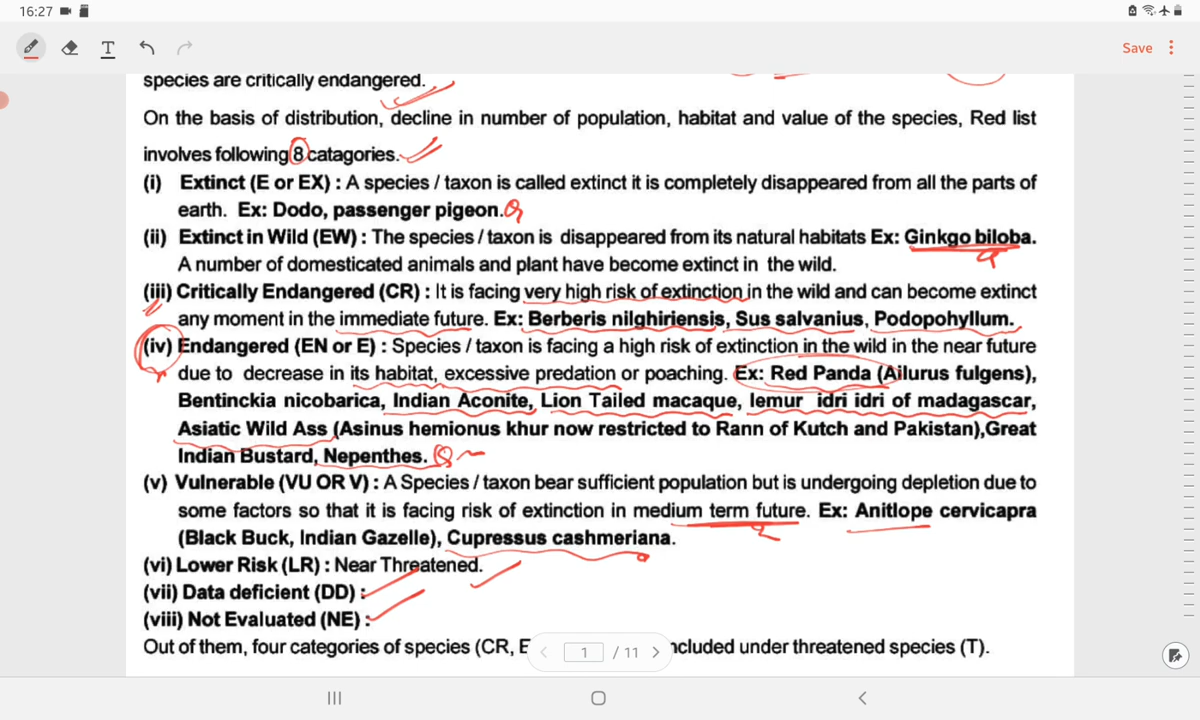 16:27
T
Save
species are critically endangered.
On the basis of distribution, decline in number of population, habitat and value of the species, Red list
involves following 8 catagories.
(i) Extinct (E or EX) : A species / taxon is called extinct it is completely disappeared from all the parts of
earth. Ex: Dodo, passenger pigeon.
(ii) Extinct in Wild (EW) : The species / taxon is disappeared from its natural habitats Ex: Ginkgo biloba.
A number of domesticated animals and plant have become extinct in the wild.
(iii) Critically Endangered (CR) : It is facing very high risk of extinction in the wild and can become extinct
any moment in the immediate future. Ex: Berberis nilghiriensis, Sus salvanius, Podopohyllum.
(iv) Endangered (EN or E) : Species / taxon is facing a high risk of extinction in the wild in the near future
due to decrease in its habitat, excessive predation or poaching. Ex: Red Panda (Ailurus fulgens),
Bentinckia nicobarica, Indian Aconite, Lion Tailed macaque, lemur idri idri of madagascar,
Asiatic Wild Ass (Asinus hemionus khur now restricted to Rann of Kutch and Pakistan),Great
Indian Bustard, Nepenthes.
(v) Vulnerable (VU OR V) : A Species / taxon bear sufficient population but is undergoing depletion due to
some factors so that it is facing risk of extinction in medium term future. Ex: Anitlope cervicapra
(Black Buck, Indian Gazelle), Cupressus cashmeriana.
(vi) Lower Risk (LR) : Near Threatened.
(vii) Data deficient (DD) :
(viii) Not Evaluated (NE) :
Out of them, four categories of species (CR, E 1 / 11 ncluded under threatened species (T).